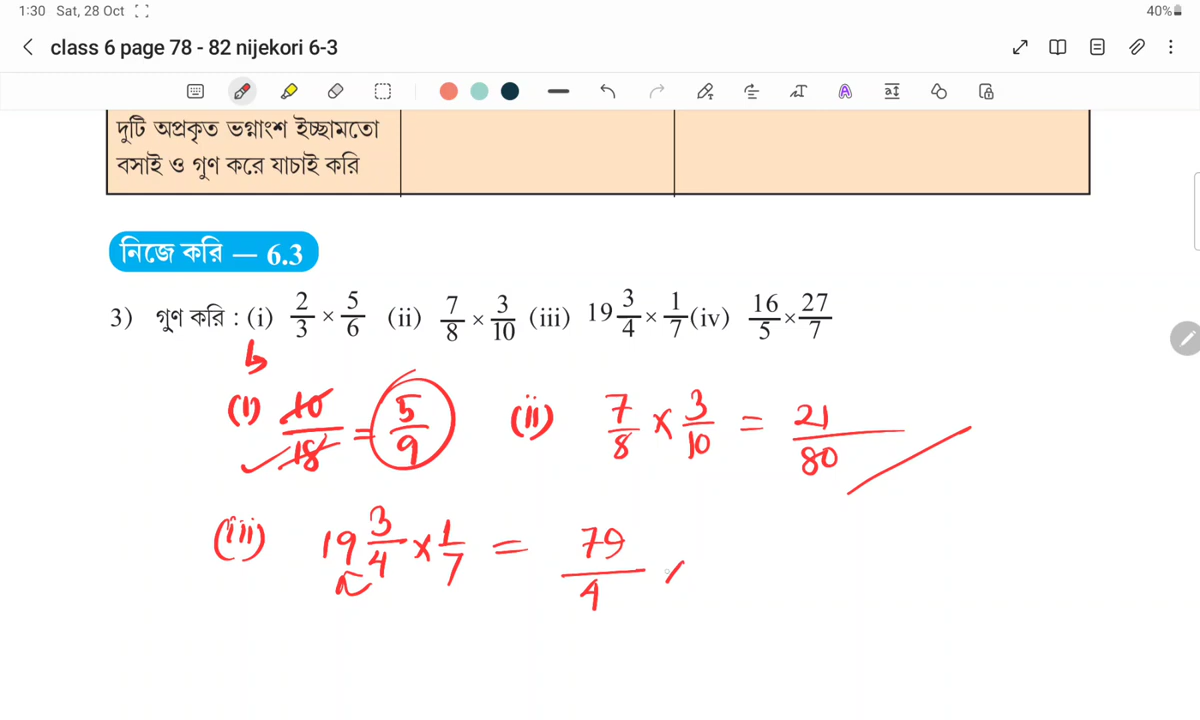 1:30 Sat, 28 Oct
40%
class 6 page 78 - 82 nijekori 6-3
দুটি অপ্রকৃত ভগ্নাংশ ইচ্ছামতো
বসাই ও গুণ করে যাচাই করি
নিজে করি — 6.3
3) গুণ করি : (i) 2/3 × 5/6 (ii) 7/8 × 3/10 (iii) 19 3/4 × 1/7 (iv) 16/5 × 27/7
(i) 10/18 = 5/9 (ii) 7/8 × 3/10 = 21/80
(iii) 19 3/4 × 1/7 = 79/4